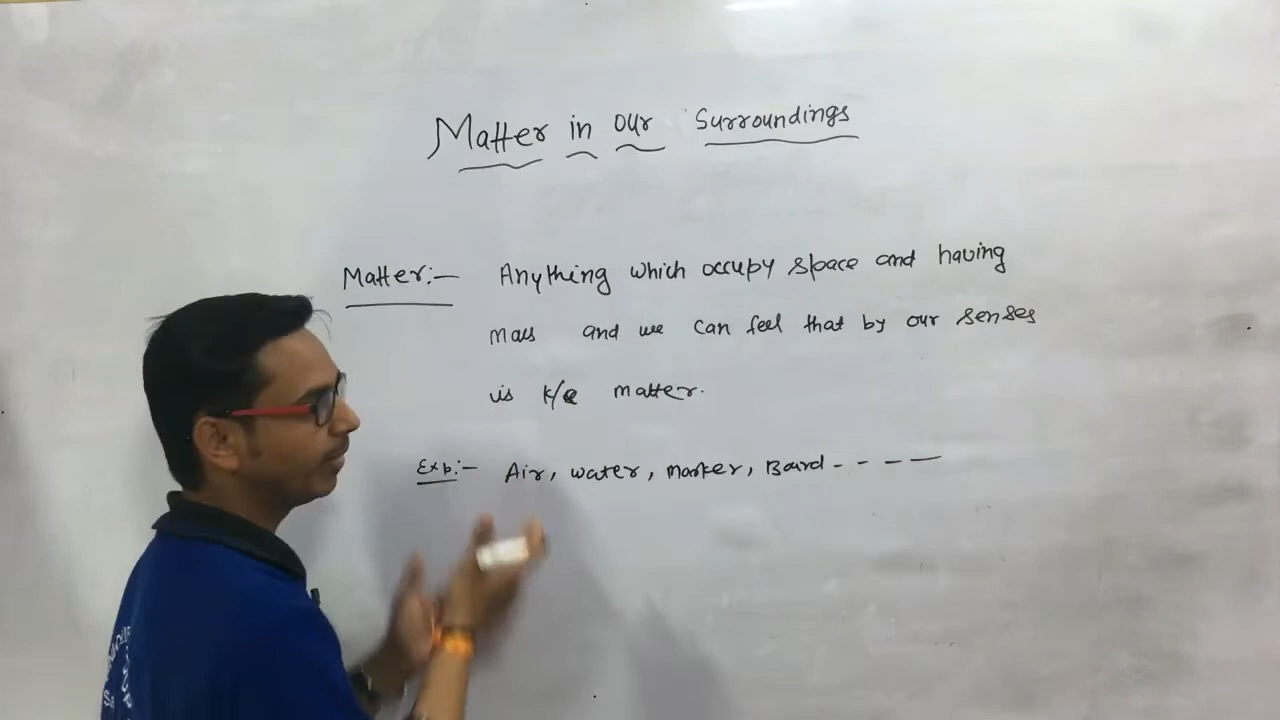 Matter in our Surroundings
Matter:- Anything which occupy space and having
mass and we can feel that by our senses
is k/a matter.
Exp:- Air, water, marker, Board - - - —